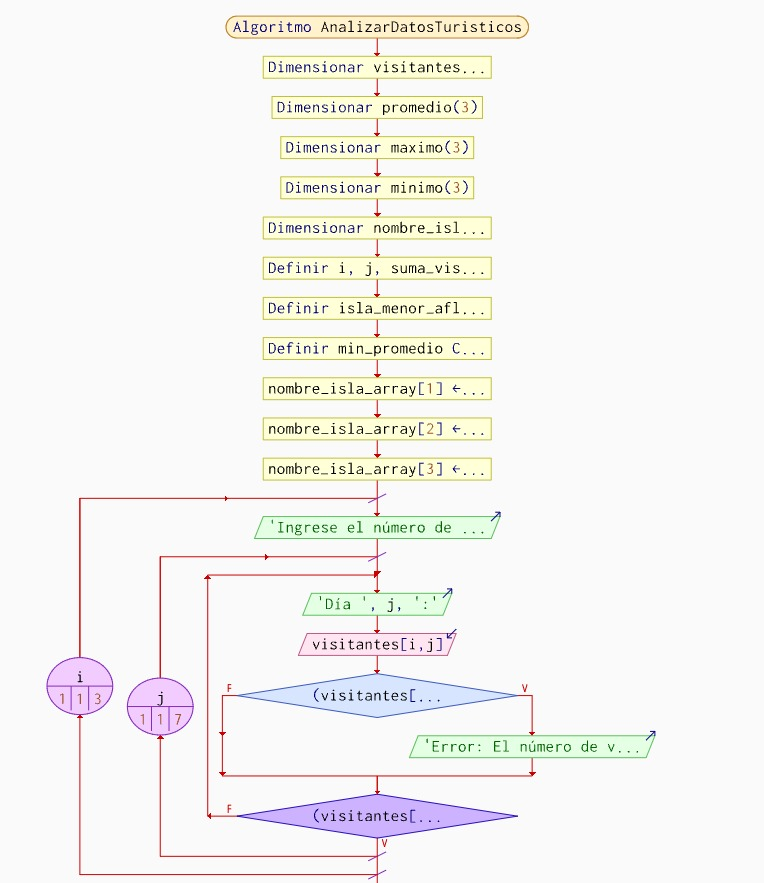 Algoritmo AnalizarDatosTuristicos
Dimensionar visitantes...
Dimensionar promedio(3)
Dimensionar maximo(3)
Dimensionar minimo(3)
Dimensionar nombre_isl...
Definir i, j, suma_vis...
Definir isla_menor_afl...
Definir min_promedio C...
nombre_isla_array[1] ←...
nombre_isla_array[2] ←...
nombre_isla_array[3] ←...
'Ingrese el número de ...
'Día ', j, ':'
visitantes[i,j]
i
1 1 3
j
1 1 7
F
(visitantes[...
V
'Error: El número de v...
F
(visitantes[...
V